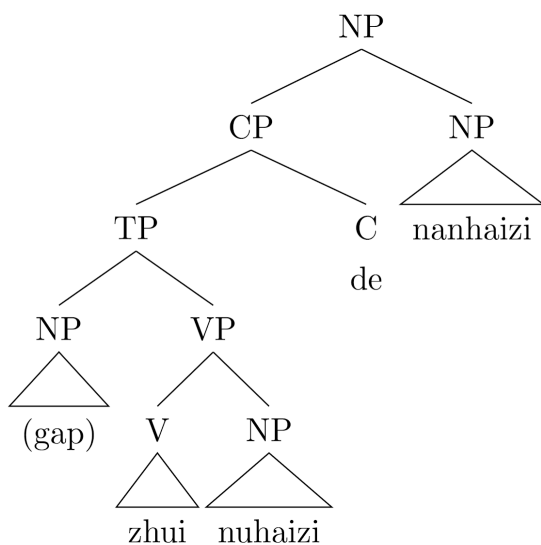 NP
CP NP
TP C nanhaizi
de
NP VP
(gap) V NP
zhui nuhaizi